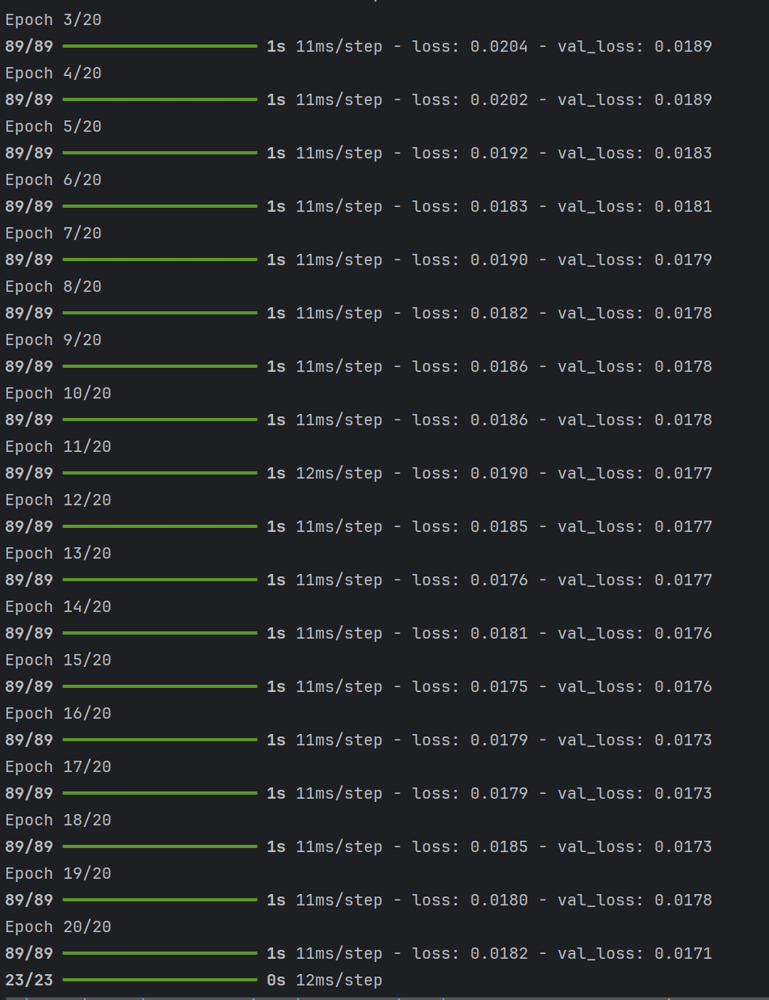 Epoch 3/20
89/89 1s 11ms/step - loss: 0.0204 - val_loss: 0.0189
Epoch 4/20
89/89 1s 11ms/step - loss: 0.0202 - val_loss: 0.0189
Epoch 5/20
89/89 1s 11ms/step - loss: 0.0192 - val_loss: 0.0183
Epoch 6/20
89/89 1s 11ms/step - loss: 0.0183 - val_loss: 0.0181
Epoch 7/20
89/89 1s 11ms/step - loss: 0.0190 - val_loss: 0.0179
Epoch 8/20
89/89 1s 11ms/step - loss: 0.0182 - val_loss: 0.0178
Epoch 9/20
89/89 1s 11ms/step - loss: 0.0186 - val_loss: 0.0178
Epoch 10/20
89/89 1s 11ms/step - loss: 0.0186 - val_loss: 0.0178
Epoch 11/20
89/89 1s 12ms/step - loss: 0.0190 - val_loss: 0.0177
Epoch 12/20
89/89 1s 11ms/step - loss: 0.0185 - val_loss: 0.0177
Epoch 13/20
89/89 1s 11ms/step - loss: 0.0176 - val_loss: 0.0177
Epoch 14/20
89/89 1s 11ms/step - loss: 0.0181 - val_loss: 0.0176
Epoch 15/20
89/89 1s 11ms/step - loss: 0.0175 - val_loss: 0.0176
Epoch 16/20
89/89 1s 11ms/step - loss: 0.0179 - val_loss: 0.0173
Epoch 17/20
89/89 1s 11ms/step - loss: 0.0179 - val_loss: 0.0173
Epoch 18/20
89/89 1s 11ms/step - loss: 0.0185 - val_loss: 0.0173
Epoch 19/20
89/89 1s 11ms/step - loss: 0.0180 - val_loss: 0.0178
Epoch 20/20
89/89 1s 11ms/step - loss: 0.0182 - val_loss: 0.0171
23/23 0s 12ms/step